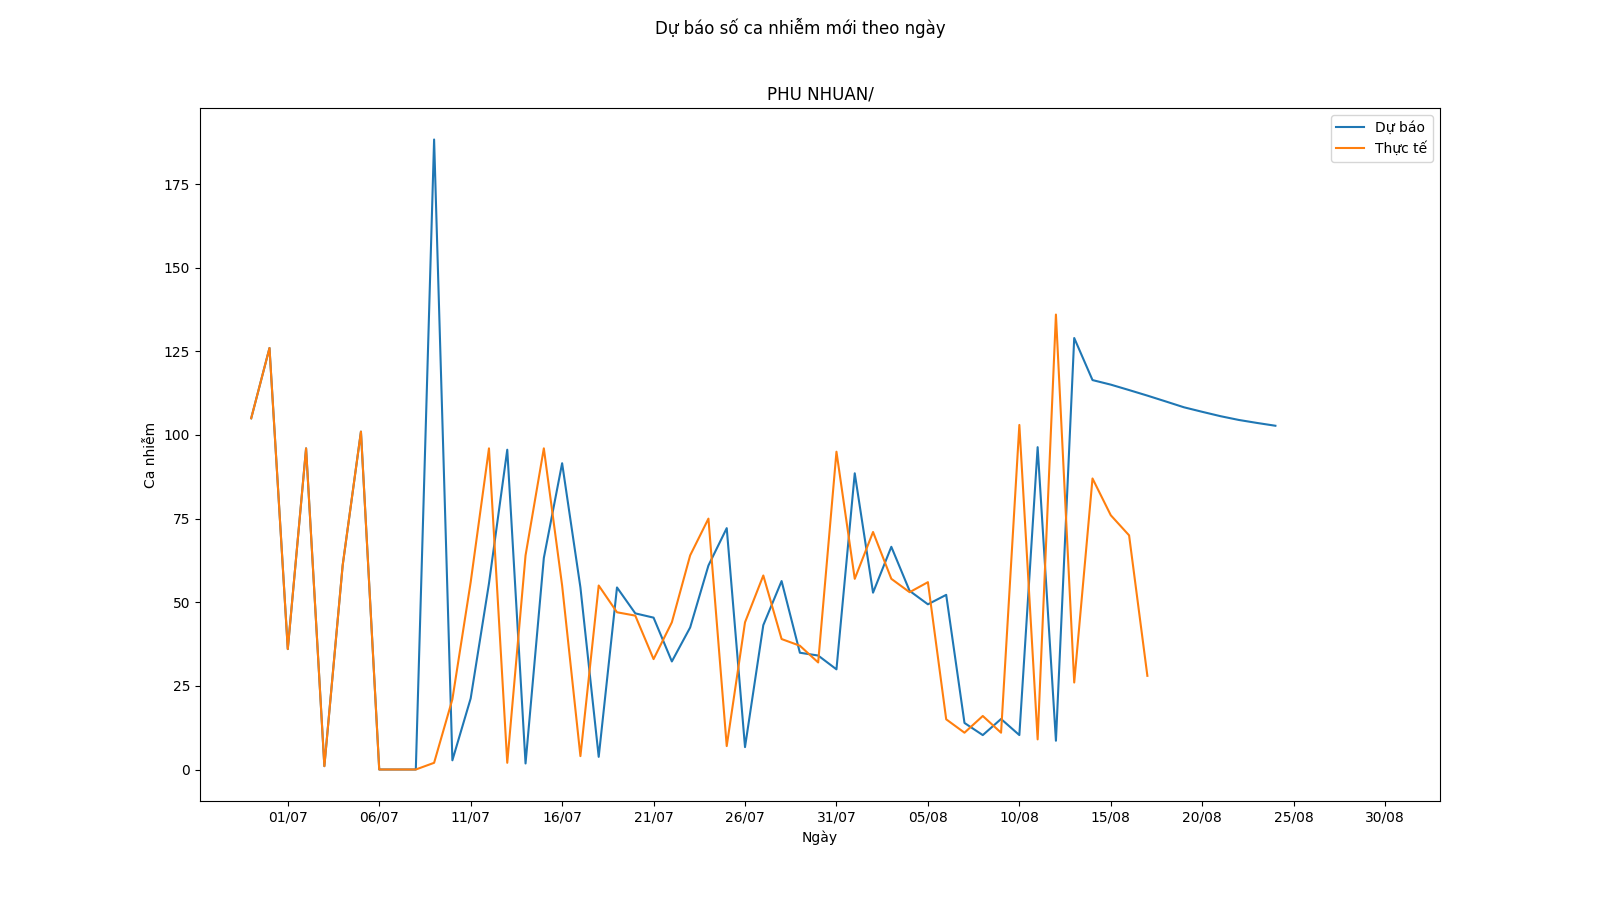 Dự báo số ca nhiễm mới theo ngày
PHU NHUAN/
Dự báo
Thực tế
175
150
125
100
75
50
25
0
Ca nhiễm
01/07 06/07 11/07 16/07 21/07 26/07 31/07 05/08 10/08 15/08 20/08 25/08 30/08
Ngày